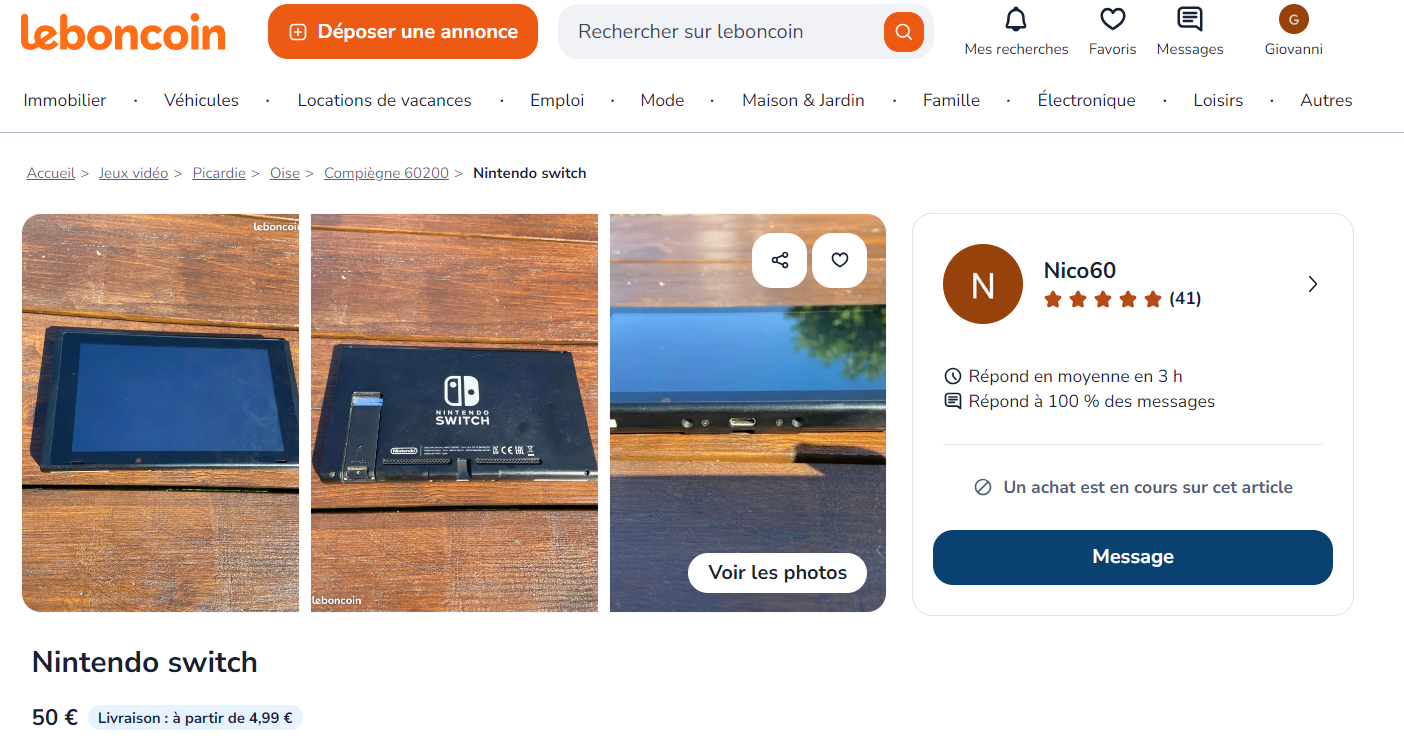 leboncoin
Déposer une annonce
Rechercher sur leboncoin
Mes recherches
Favoris
Messages
G
Giovanni
Immobilier · Véhicules · Locations de vacances · Emploi · Mode · Maison & Jardin · Famille · Électronique · Loisirs · Autres
Accueil > Jeux vidéo > Picardie > Oise > Compiègne 60200 > Nintendo switch
leboncoin
NINTENDO
SWITCH
Nintendo
leboncoin
Voir les photos
N
Nico60
(41)
Répond en moyenne en 3 h
Répond à 100 % des messages
Un achat est en cours sur cet article
Message
Nintendo switch
50 € Livraison : à partir de 4,99 €